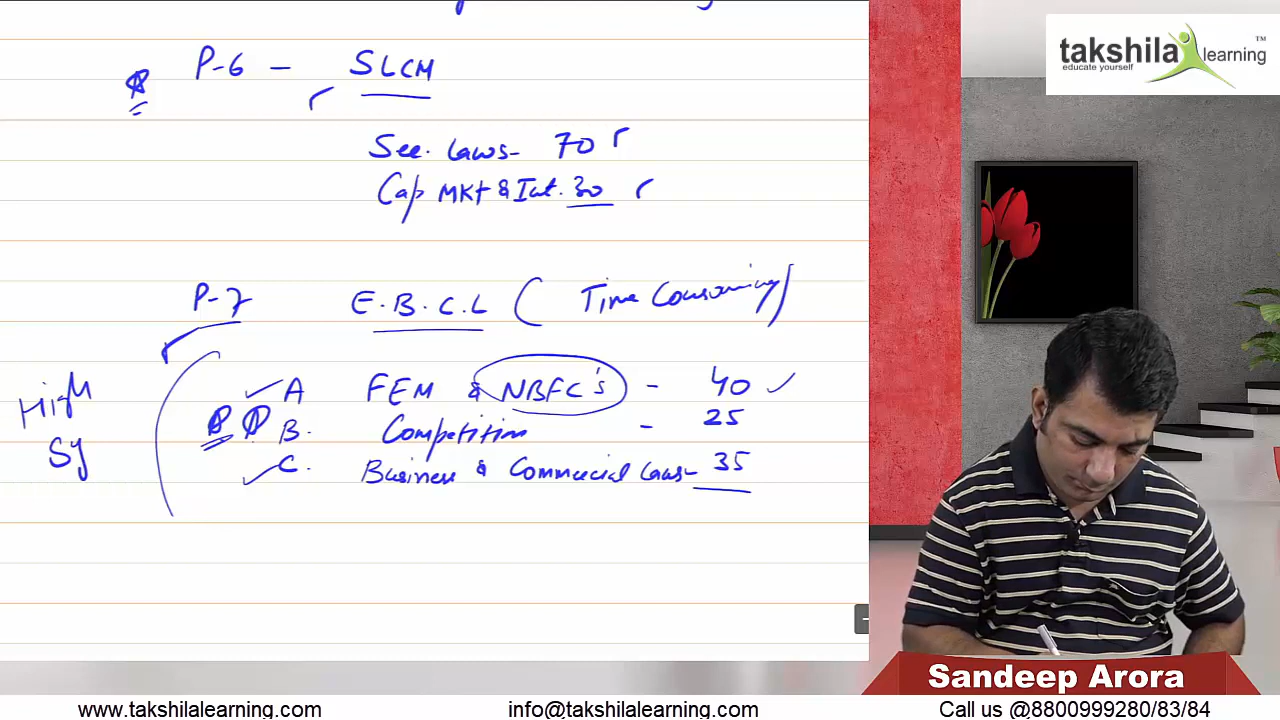 takshila learning ™
educate yourself
P-6 - SLCM
Sec. Laws- 70
Cap MKt & Int. 30
P-7 E.B.C.L ( Time Consuming)
High Sy
A FEM & NBFC's - 40
B. Competition - 25
C. Business & Commercial Laws- 35
Sandeep Arora
www.takshilalearning.com info@takshilalearning.com Call us @8800999280/83/84